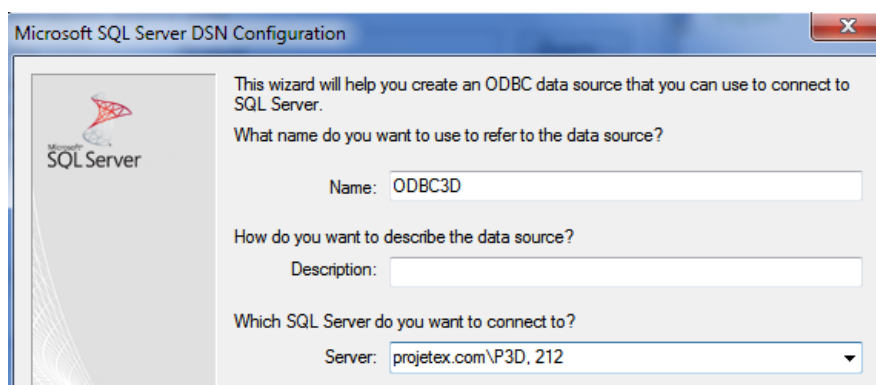 Microsoft SQL Server DSN Configuration
This wizard will help you create an ODBC data source that you can use to connect to
SQL Server.
What name do you want to use to refer to the data source?
Microsoft
SQL Server
Name: ODBC3D
How do you want to describe the data source?
Description:
Which SQL Server do you want to connect to?
Server: projetex.com\P3D, 212